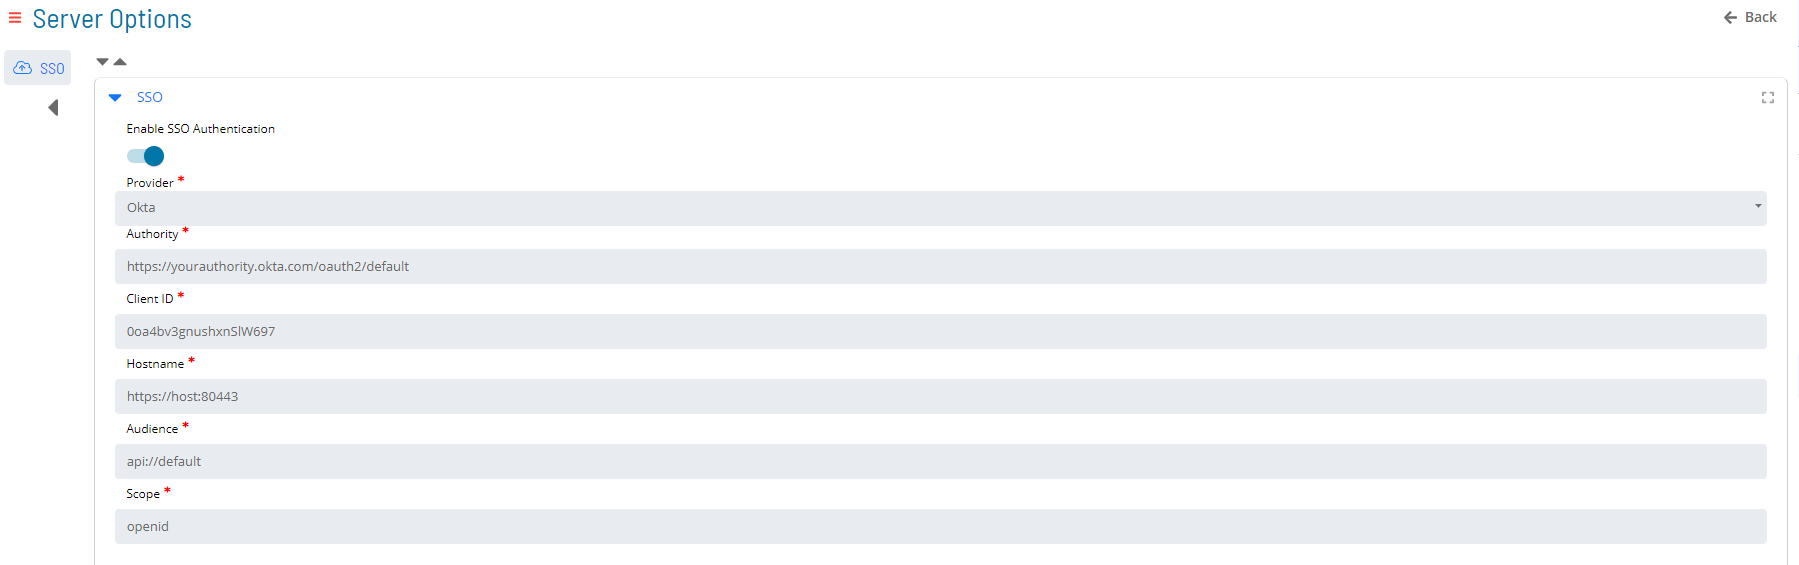 Server Options
Back
SSO
SSO
Enable SSO Authentication
Provider *
Okta
Authority *
https://yourauthority.okta.com/oauth2/default
Client ID *
0oa4bv3gnushxnSlW697
Hostname *
https://host:80443
Audience *
api://default
Scope *
openid